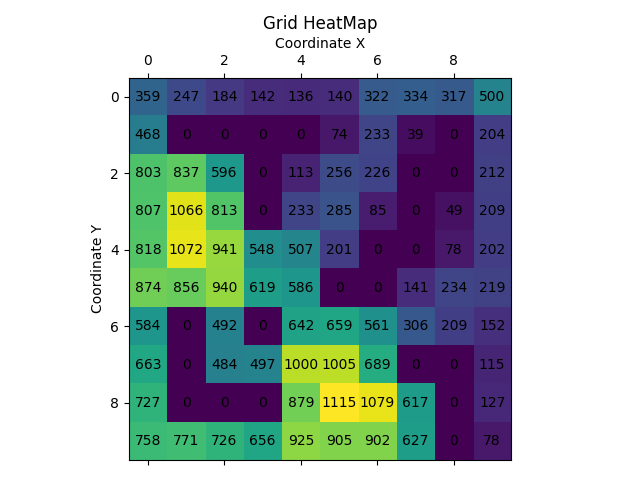 Grid HeatMap
Coordinate X
0 2 4 6 8
0 359 247 184 142 136 140 322 334 317 500
468 0 0 0 0 74 233 39 0 204
2 803 837 596 0 113 256 226 0 0 212
807 1066 813 0 233 285 85 0 49 209
4 818 1072 941 548 507 201 0 0 78 202
874 856 940 619 586 0 0 141 234 219
6 584 0 492 0 642 659 561 306 209 152
663 0 484 497 1000 1005 689 0 0 115
8 727 0 0 0 879 1115 1079 617 0 127
758 771 726 656 925 905 902 627 0 78
Coordinate Y